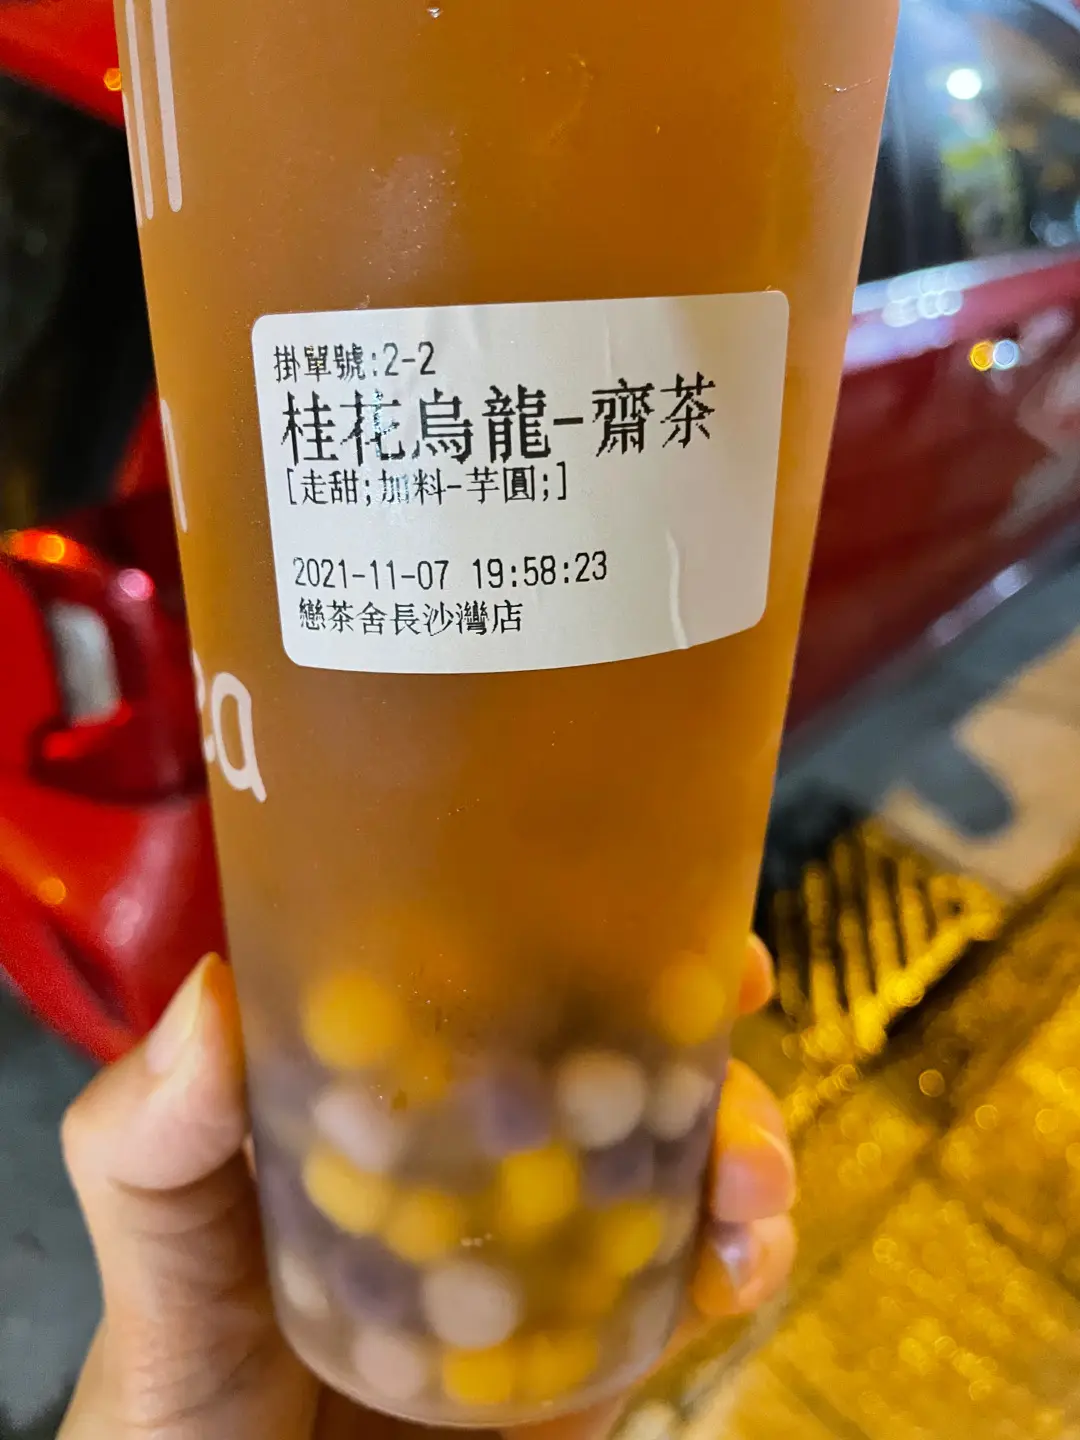 掛單號:2-2
桂花烏龍-齋茶
[走甜;加料-芋圓;]
2021-11-07 19:58:23
戀茶舍長沙灣店